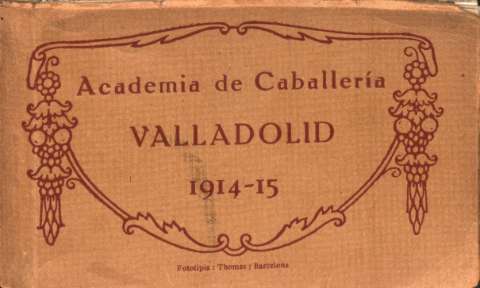 Academia de Caballería
VALLADOLID
1914-15
Fototipia : Thomas ; Barcelona